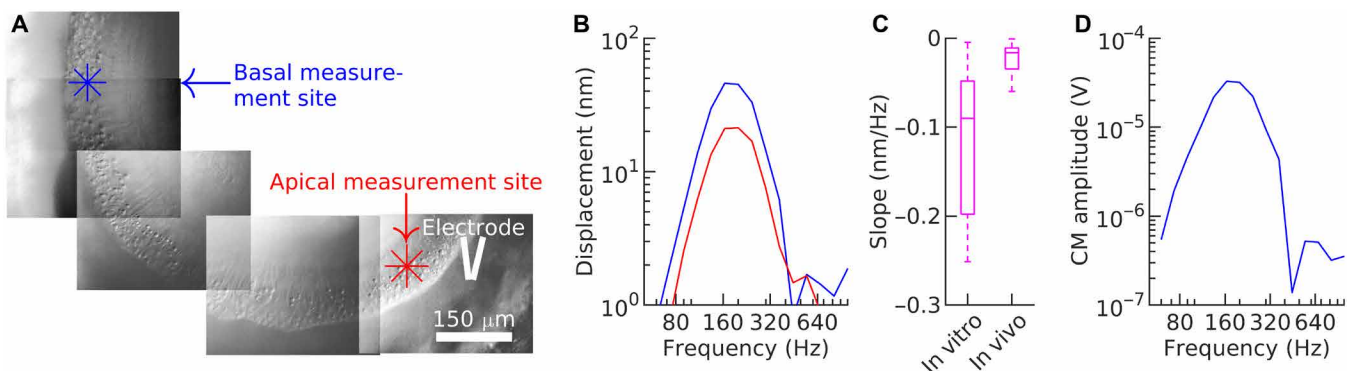 A
Basal measure-
ment site
Apical measurement site
Electrode
150 μm
B
Displacement (nm)
10²
10¹
10⁰
80 160 320 640
Frequency (Hz)
C
Slope (nm/Hz)
0
−0.1
−0.2
−0.3
In vitro
In vivo
D
CM amplitude (V)
10⁻⁴
10⁻⁵
10⁻⁶
10⁻⁷
80 160 320 640
Frequency (Hz)